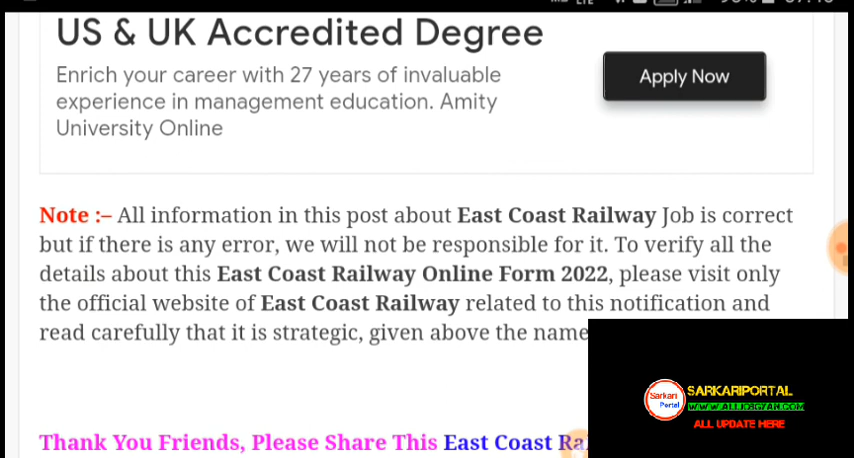 US & UK Accredited Degree
Enrich your career with 27 years of invaluable
experience in management education. Amity
University Online
Apply Now
Note :– All information in this post about East Coast Railway Job is correct
but if there is any error, we will not be responsible for it. To verify all the
details about this East Coast Railway Online Form 2022, please visit only
the official website of East Coast Railway related to this notification and
read carefully that it is strategic, given above the name
Sarkari
Portal
SARKARIPORTAL
WWW.ALLJOBGYAN.COM
ALL UPDATE HERE
Thank You Friends, Please Share This East Coast